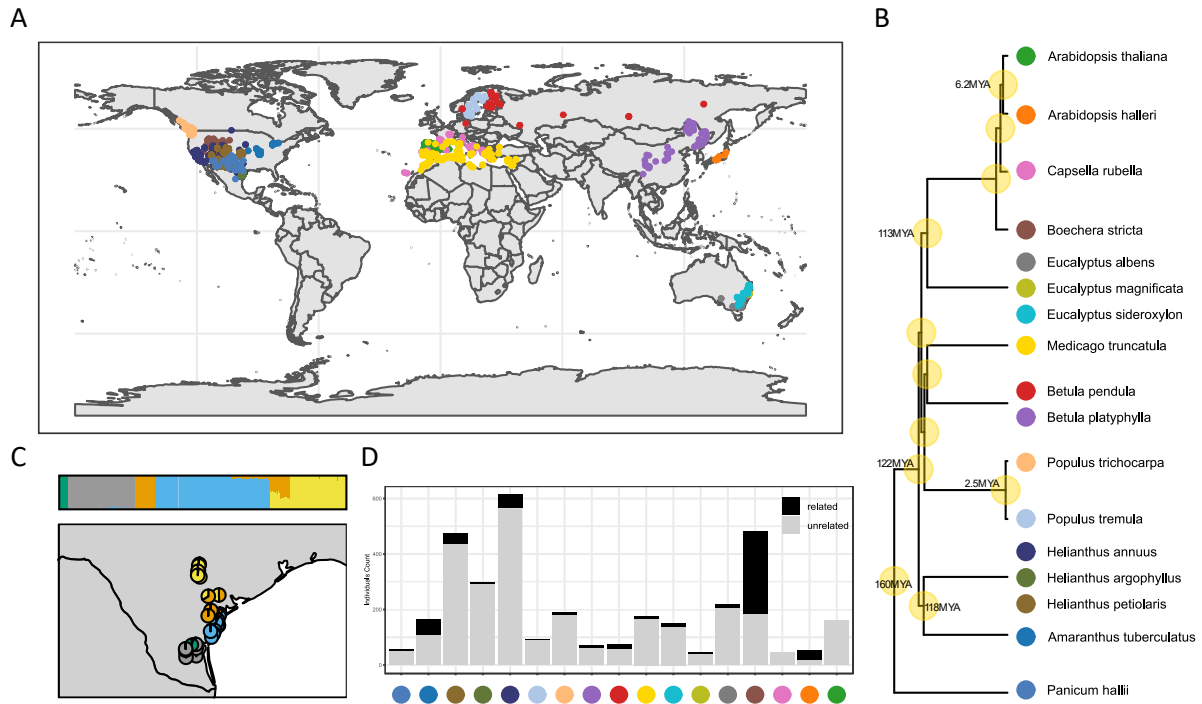 A
B
Arabidopsis thaliana
6.2MYA
Arabidopsis halleri
Capsella rubella
113MYA
Boechera stricta
Eucalyptus albens
Eucalyptus magnificata
Eucalyptus sideroxylon
Medicago truncatula
Betula pendula
Betula platyphylla
122MYA
Populus trichocarpa
2.5MYA
Populus tremula
Helianthus annuus
160MYA
Helianthus argophyllus
118MYA
Helianthus petiolaris
Amaranthus tuberculatus
Panicum hallii
C
D
600
400
200
0
Individuals Count
related
unrelated